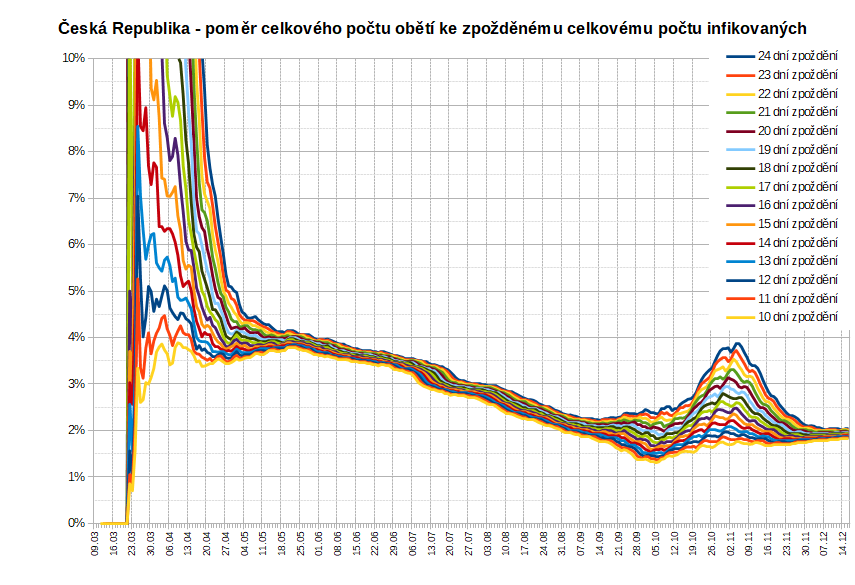 Česká Republika - poměr celkového počtu obětí ke zpožděnému celkovému počtu infikovaných
10%
9%
8%
7%
6%
5%
4%
3%
2%
1%
0%
24 dní zpoždění
23 dní zpoždění
22 dní zpoždění
21 dní zpoždění
20 dní zpoždění
19 dní zpoždění
18 dní zpoždění
17 dní zpoždění
16 dní zpoždění
15 dní zpoždění
14 dní zpoždění
13 dní zpoždění
12 dní zpoždění
11 dní zpoždění
10 dní zpoždění
09.03 16.03 23.03 30.03 06.04 13.04 20.04 27.04 04.05 11.05 18.05 25.05 01.06 08.06 15.06 22.06 29.06 06.07 13.07 20.07 27.07 03.08 10.08 17.08 24.08 31.08 07.09 14.09 21.09 28.09 05.10 12.10 19.10 26.10 02.11 09.11 16.11 23.11 30.11 07.12 14.12